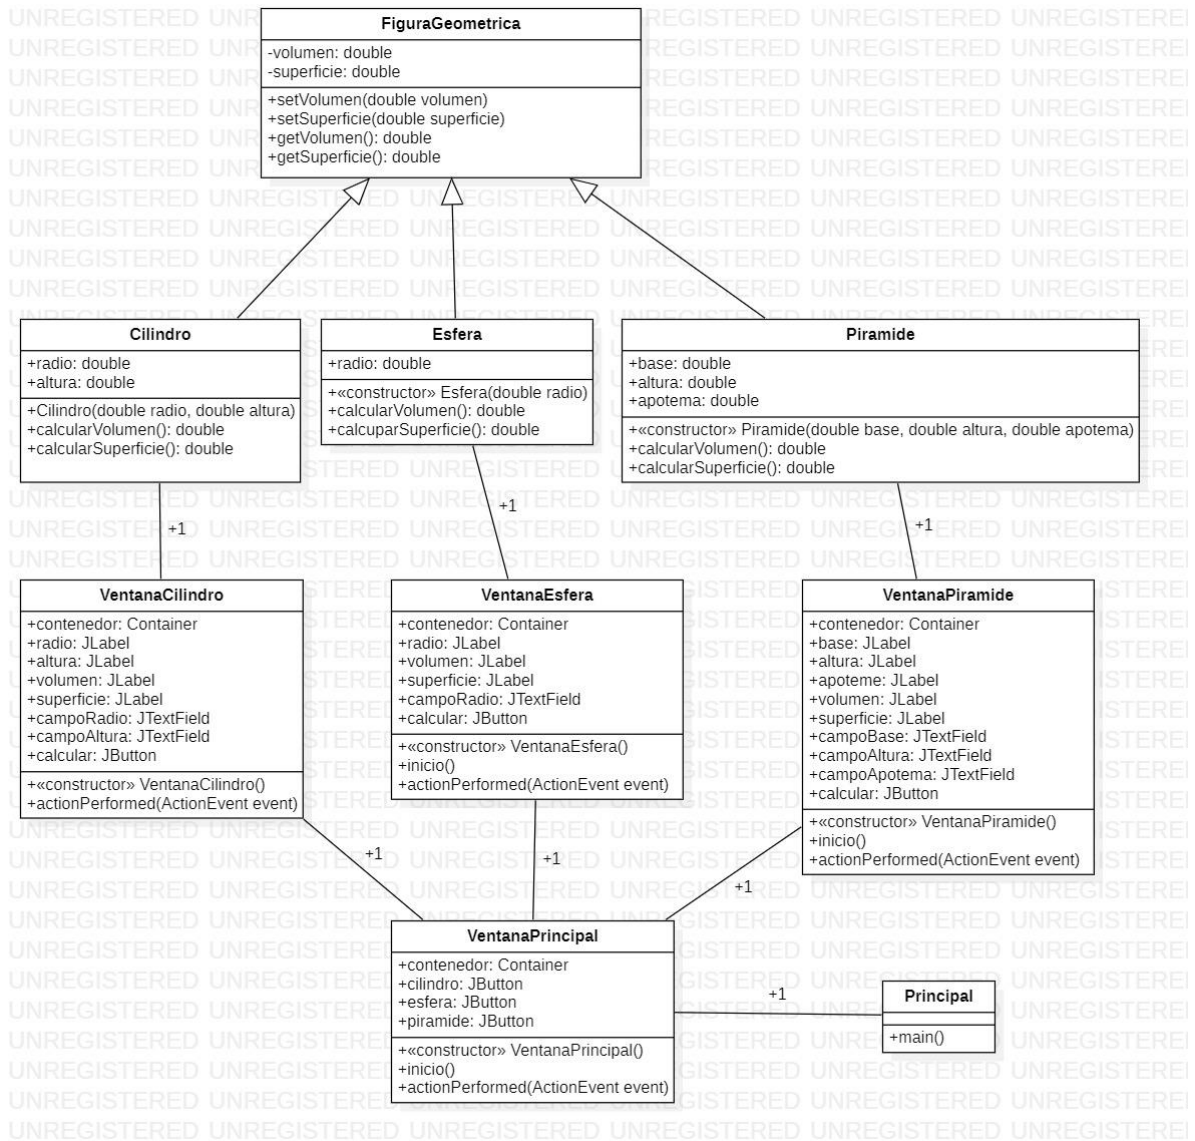 FiguraGeometrica
-volumen: double
-superficie: double
+setVolumen(double volumen)
+setSuperficie(double superficie)
+getVolumen(): double
+getSuperficie(): double
Cilindro
+radio: double
+altura: double
+Cilindro(double radio, double altura)
+calcularVolumen(): double
+calcularSuperficie(): double
Esfera
+radio: double
+«constructor» Esfera(double radio)
+calcularVolumen(): double
+calcuparSuperficie(): double
Piramide
+base: double
+altura: double
+apotema: double
+«constructor» Piramide(double base, double altura, double apotema)
+calcularVolumen(): double
+calcularSuperficie(): double
+1
+1
+1
VentanaCilindro
+contenedor: Container
+radio: JLabel
+altura: JLabel
+volumen: JLabel
+superficie: JLabel
+campoRadio: JTextField
+campoAltura: JTextField
+calcular: JButton
+«constructor» VentanaCilindro()
+actionPerformed(ActionEvent event)
VentanaEsfera
+contenedor: Container
+radio: JLabel
+volumen: JLabel
+superficie: JLabel
+campoRadio: JTextField
+calcular: JButton
+«constructor» VentanaEsfera()
+inicio()
+actionPerformed(ActionEvent event)
VentanaPiramide
+contenedor: Container
+base: JLabel
+altura: JLabel
+apoteme: JLabel
+volumen: JLabel
+superficie: JLabel
+campoBase: JTextField
+campoAltura: JTextField
+campoApotema: JTextField
+calcular: JButton
+«constructor» VentanaPiramide()
+inicio()
+actionPerformed(ActionEvent event)
+1
+1
+1
VentanaPrincipal
+contenedor: Container
+cilindro: JButton
+esfera: JButton
+piramide: JButton
+«constructor» VentanaPrincipal()
+inicio()
+actionPerformed(ActionEvent event)
+1
Principal
+main()
UNREGISTERED